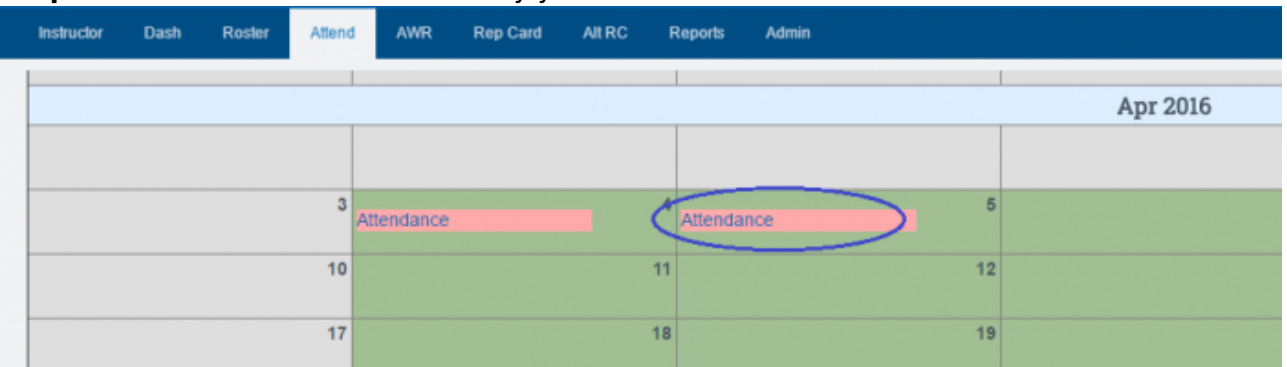 Instructor Dash Roster Attend AWR Rep Card Alt RC Reports Admin
Apr 2016
3 4 5
Attendance Attendance
10 11 12
17 18 19